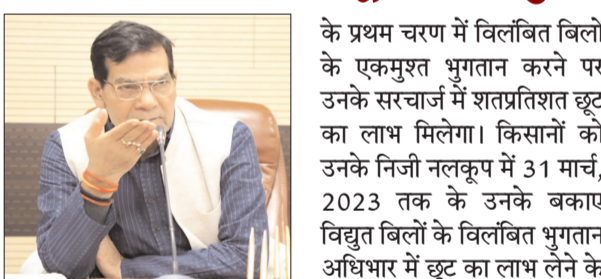 के प्रथम चरण में विलंबित बिलो
के एकमुश्त भुगतान करने पर
उनके सरचार्ज में शतप्रतिशत छूट
का लाभ मिलेगा। किसानों को
उनके निजी नलकूप में 31 मार्च,
2023 तक के उनके बकाए
विद्युत बिलों के विलंबित भुगतान
अधिभार में छूट का लाभ लेने के